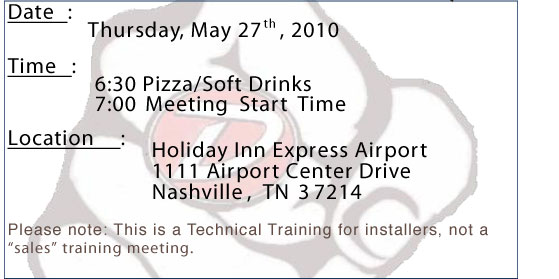 Date :
Thursday, May 27th, 2010
Time :
6:30 Pizza/Soft Drinks
7:00 Meeting Start Time
Location :
Holiday Inn Express Airport
1111 Airport Center Drive
Nashville, TN 37214
Please note: This is a Technical Training for installers, not a
“sales” training meeting.